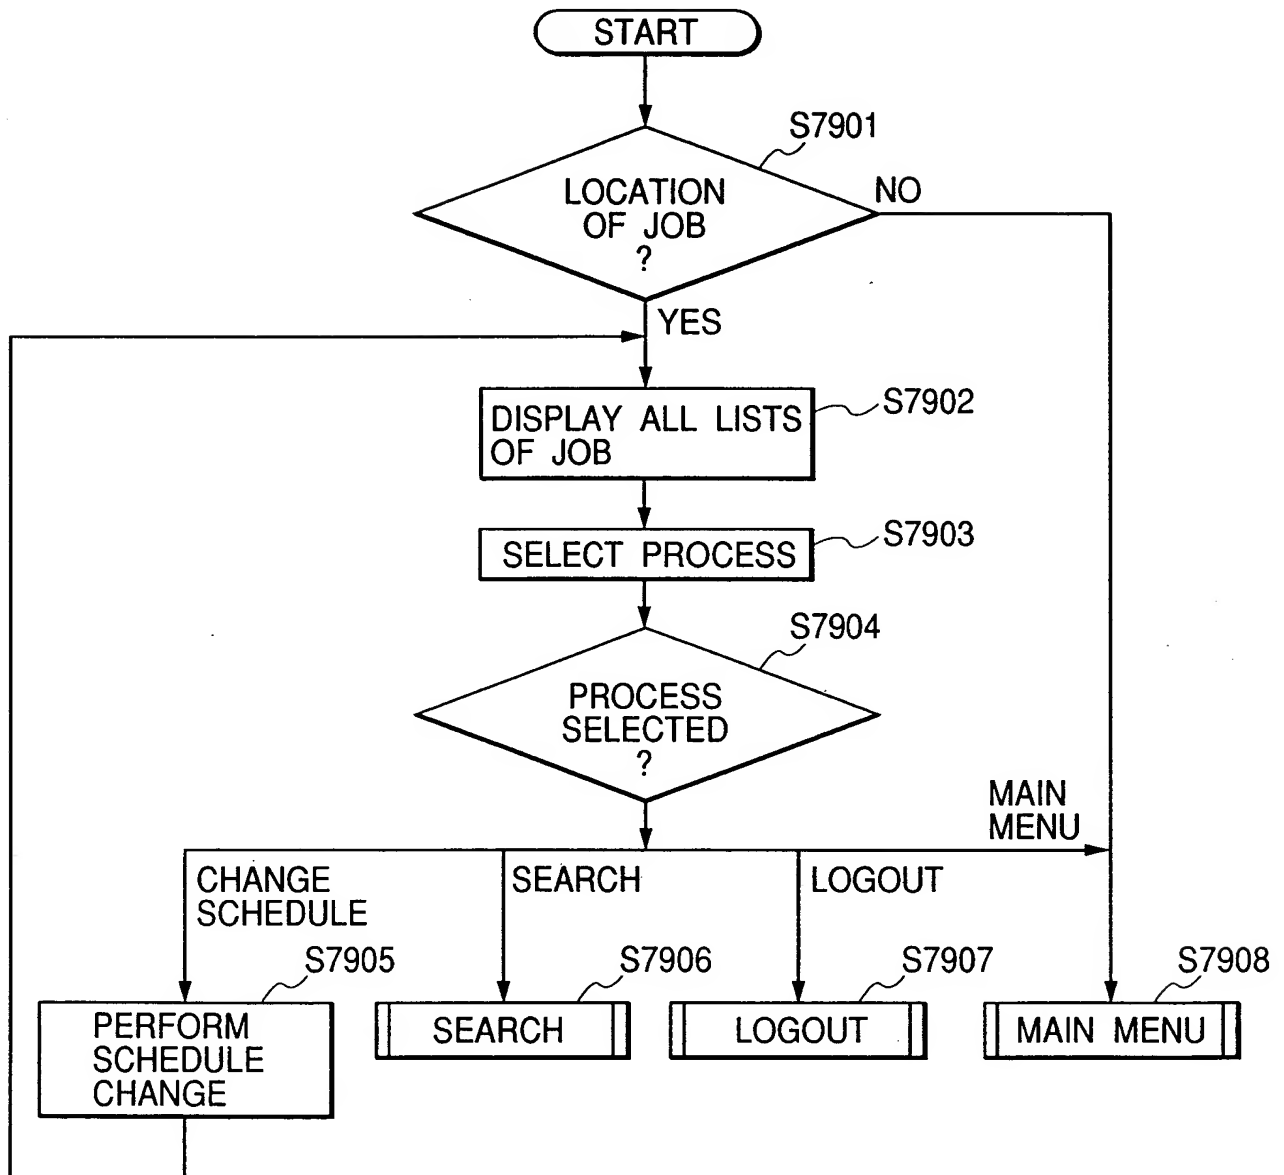 START
S7901
LOCATION
OF JOB
?
NO
YES
DISPLAY ALL LISTS
OF JOB
S7902
SELECT PROCESS
S7903
S7904
PROCESS
SELECTED
?
MAIN
MENU
CHANGE
SCHEDULE
SEARCH
LOGOUT
S7905
S7906
S7907
S7908
PERFORM
SCHEDULE
CHANGE
SEARCH
LOGOUT
MAIN MENU